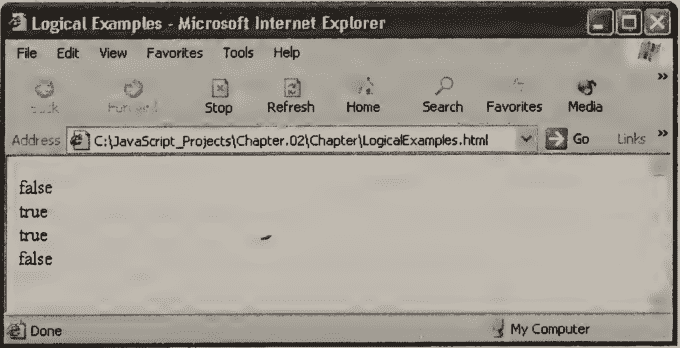 Logical Examples - Microsoft Internet Explorer
File Edit View Favorites Tools Help
Stop Refresh Home Search Favorites Media »
Address C:\JavaScript_Projects\Chapter.02\Chapter\LogicalExamples.html Go Links »
false
true
true
false
Done My Computer